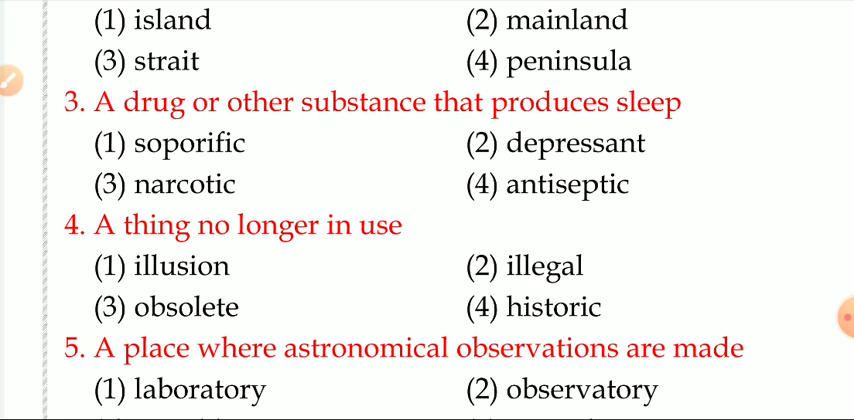 (1) island (2) mainland
(3) strait (4) peninsula
3. A drug or other substance that produces sleep
(1) soporific (2) depressant
(3) narcotic (4) antiseptic
4. A thing no longer in use
(1) illusion (2) illegal
(3) obsolete (4) historic
5. A place where astronomical observations are made
(1) laboratory (2) observatory